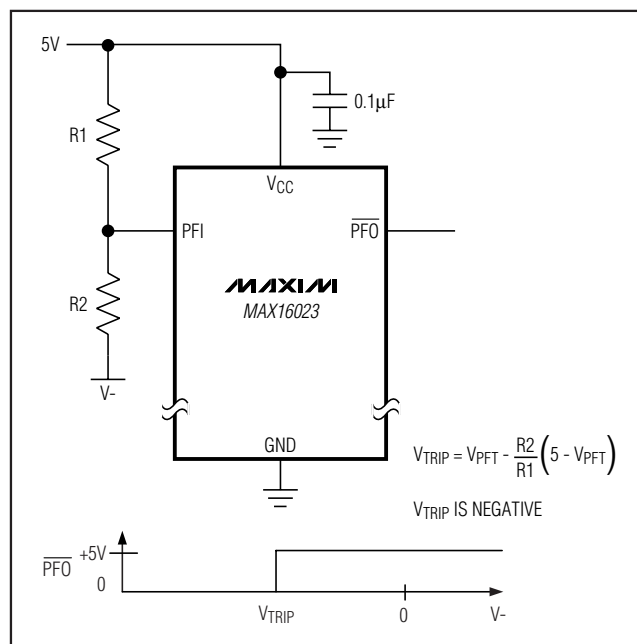 5V
0.1µF
R1
VCC
PFI
PFO
MAXIM
MAX16023
R2
V-
GND
VTRIP = VPFT - R2/R1 (5 - VPFT)
VTRIP IS NEGATIVE
PFO
+5V
0
VTRIP
0
V-